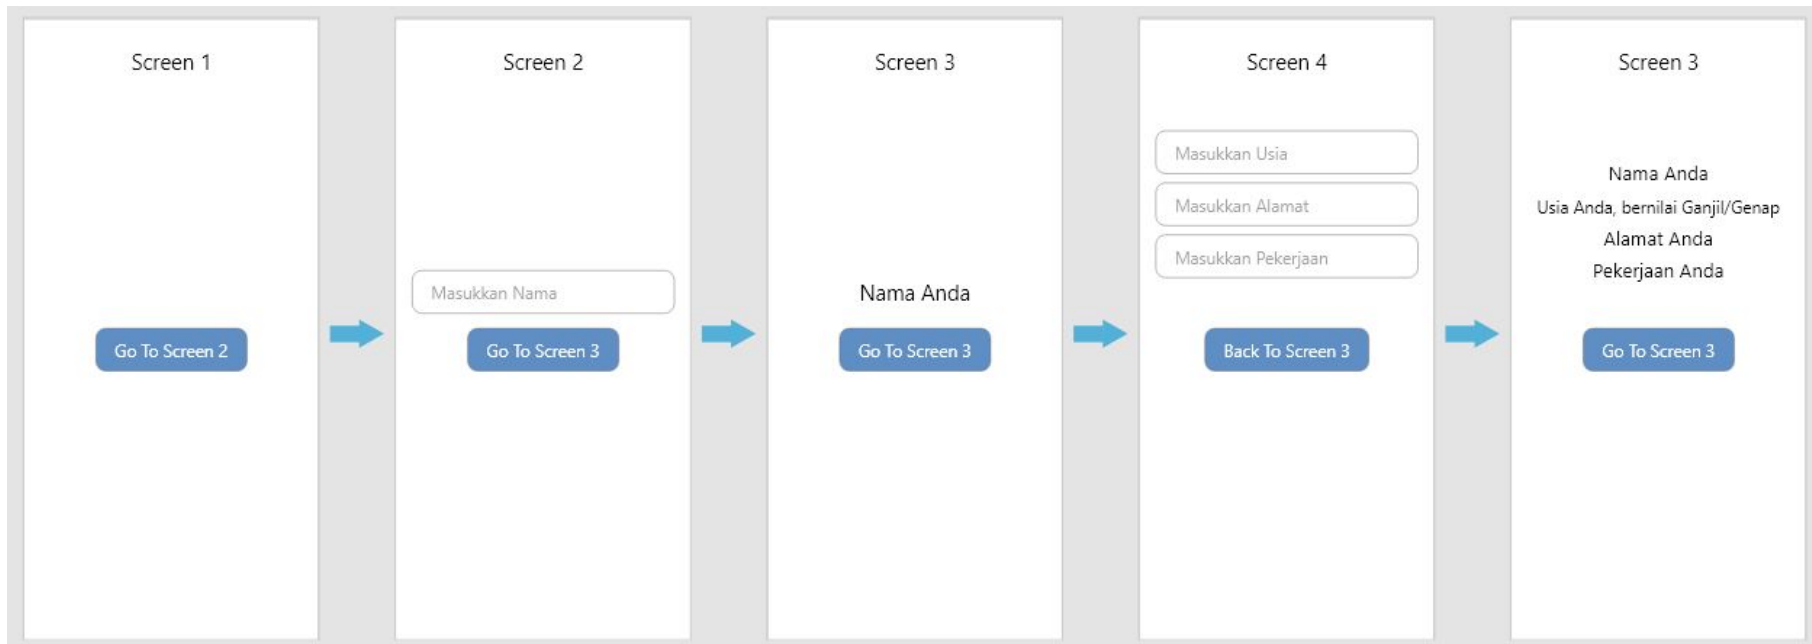 Screen 1
Go To Screen 2
Screen 2
Masukkan Nama
Go To Screen 3
Screen 3
Nama Anda
Go To Screen 3
Screen 4
Masukkan Usia
Masukkan Alamat
Masukkan Pekerjaan
Back To Screen 3
Screen 3
Nama Anda
Usia Anda, bernilai Ganjil/Genap
Alamat Anda
Pekerjaan Anda
Go To Screen 3